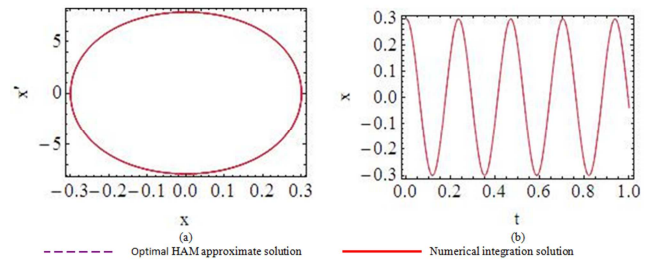 x'
5
0
−5
−0.3 −0.2 −0.1 0.0 0.1 0.2 0.3
x
(a)
x
0.3
0.2
0.1
0.0
−0.1
−0.2
−0.3
0.0 0.2 0.4 0.6 0.8 1.0
t
(b)
Optimal HAM approximate solution
Numerical integration solution